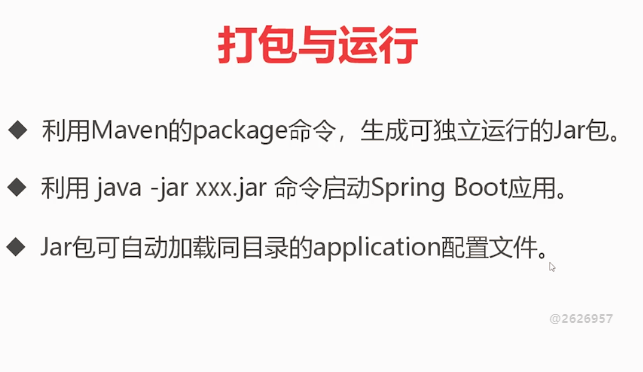 打包与运行
◆ 利用Maven的package命令，生成可独立运行的Jar包。
◆ 利用 java -jar xxx.jar 命令启动Spring Boot应用。
◆ Jar包可自动加载同目录的application配置文件。
@2626957